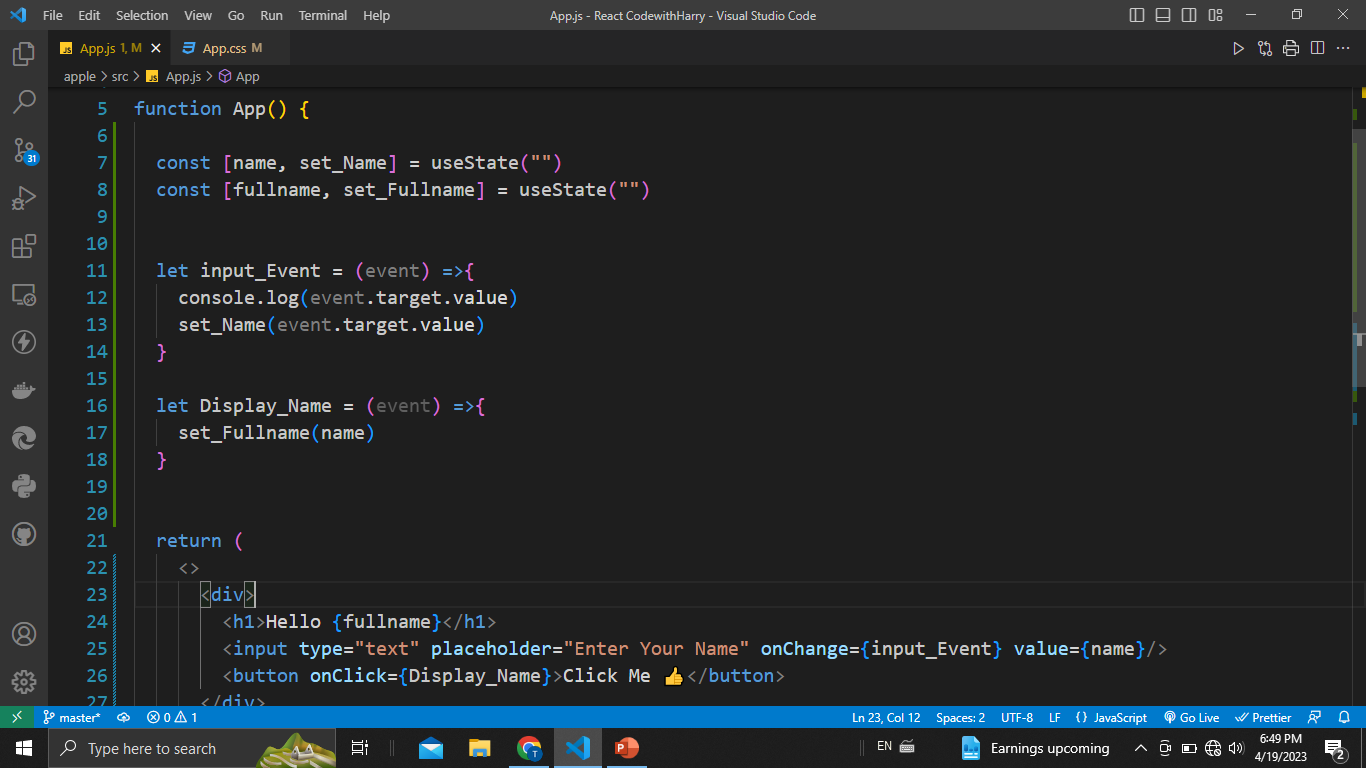 File Edit Selection View Go Run Terminal Help App.js - React CodewithHarry - Visual Studio Code
JS App.js 1, M App.css M
apple > src > JS App.js > App
5 function App() {
6
7 const [name, set_Name] = useState("")
8 const [fullname, set_Fullname] = useState("")
9
10
11 let input_Event = (event) =>{
12 console.log(event.target.value)
13 set_Name(event.target.value)
14 }
15
16 let Display_Name = (event) =>{
17 set_Fullname(name)
18 }
19
20
21 return (
22 <>
23 <div>
24 <h1>Hello {fullname}</h1>
25 <input type="text" placeholder="Enter Your Name" onChange={input_Event} value={name}/>
26 <button onClick={Display_Name}>Click Me 👍</button>
27 </div>
31
master* 0 1 Ln 23, Col 12 Spaces: 2 UTF-8 LF {} JavaScript Go Live Prettier
Type here to search T P EN Earnings upcoming 6:49 PM
4/19/2023 2